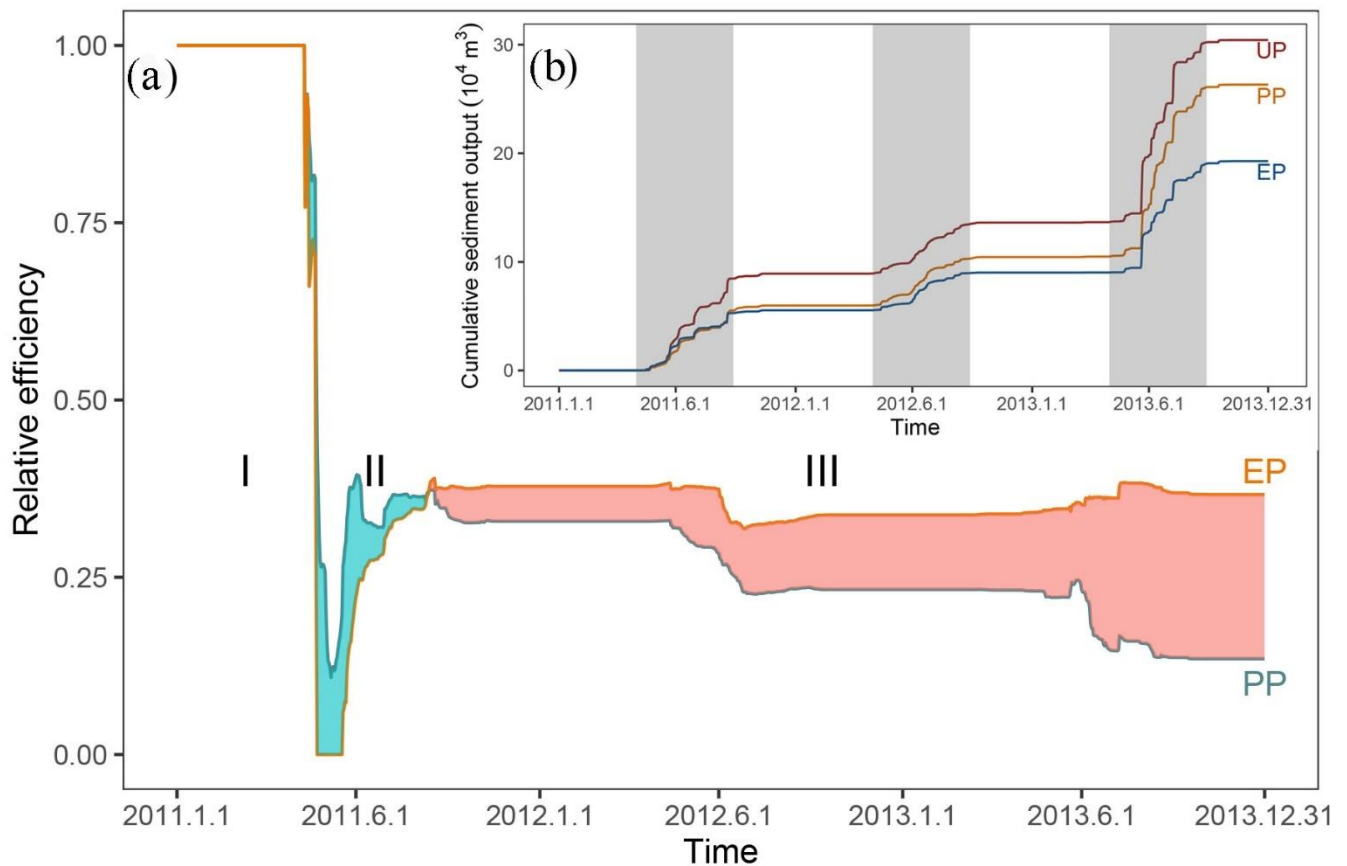 (a)
1.00
0.75
0.50
0.25
0.00
Relative efficiency
I
II
III
EP
PP
2011.1.1 2011.6.1 2012.1.1 2012.6.1 2013.1.1 2013.6.1 2013.12.31
Time
(b)
30
20
10
0
Cumulative sediment output (10⁴ m³)
UP
PP
EP
2011.1.1 2011.6.1 2012.1.1 2012.6.1 2013.1.1 2013.6.1 2013.12.31
Time